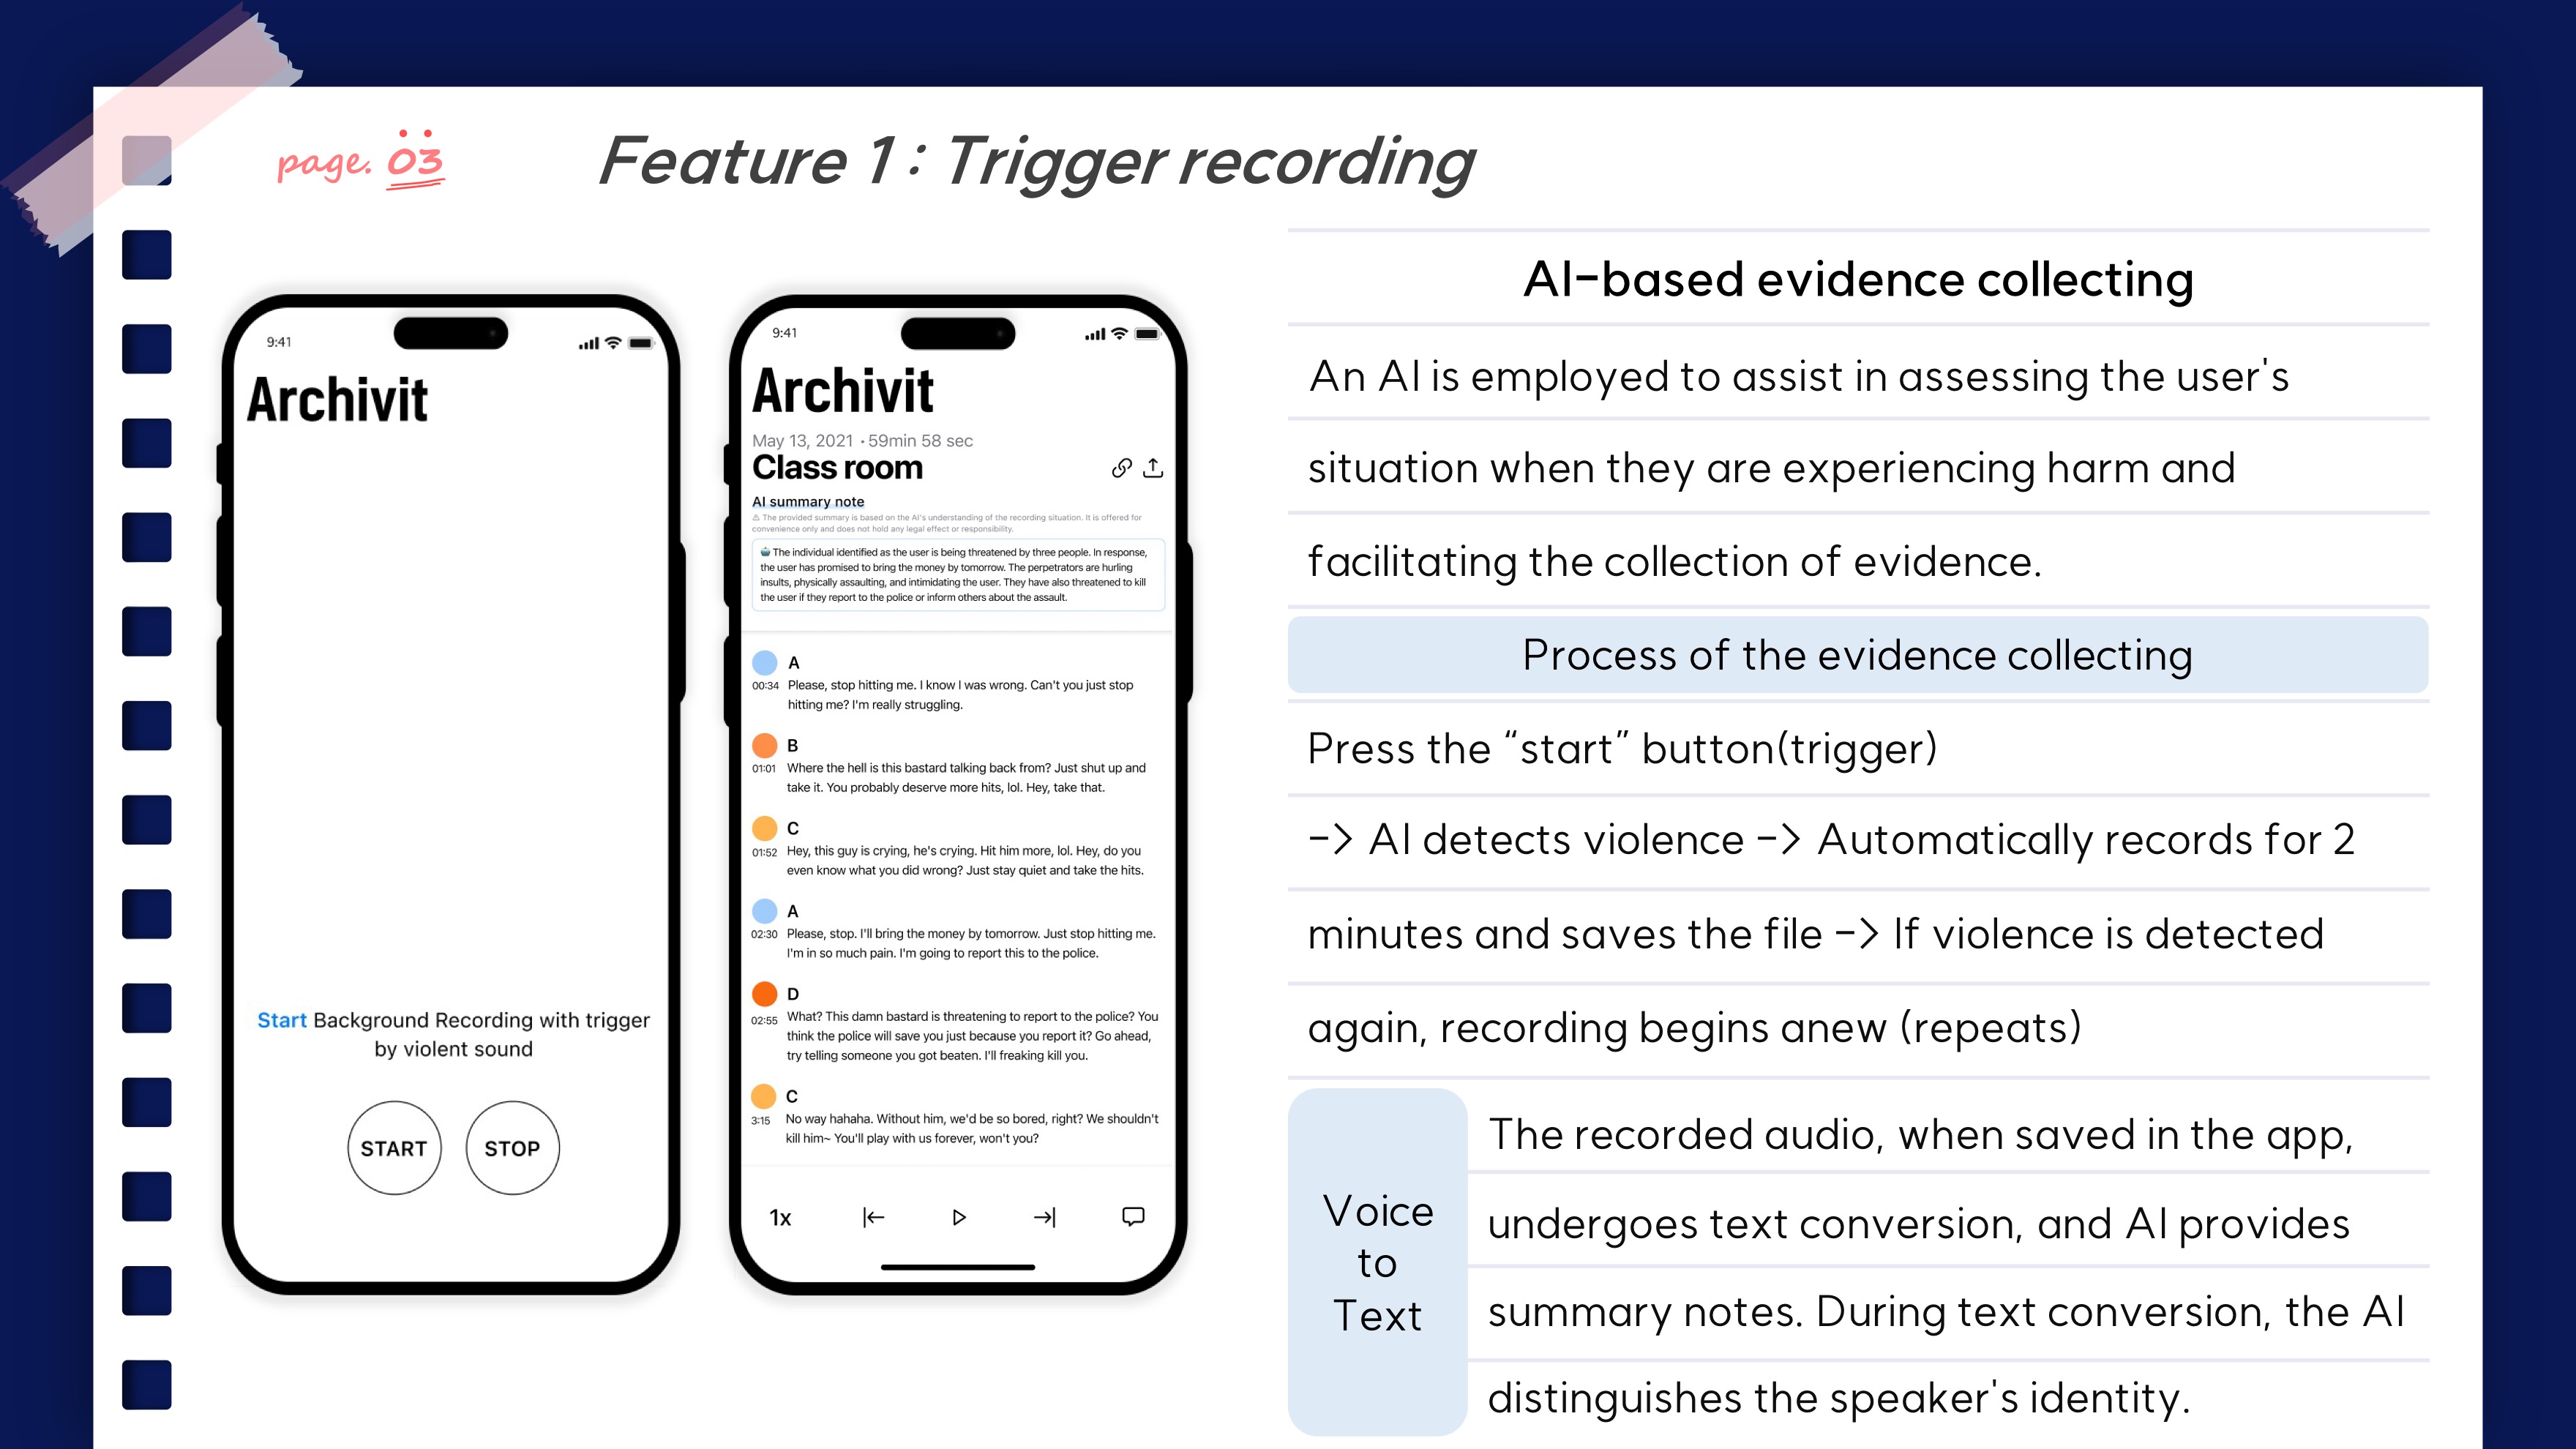 page. 03
Feature 1 : Trigger recording
9:41
Archivit
Start Background Recording with trigger
by violent sound
START
STOP
9:41
Archivit
May 13, 2021 · 59min 58 sec
Class room
AI summary note
⚠ The provided summary is based on the AI's understanding of the recording situation. It is offered for
convenience only and does not hold any legal effect or responsibility.
The individual identified as the user is being threatened by three people. In response,
the user has promised to bring the money by tomorrow. The perpetrators are hurling
insults, physically assaulting, and intimidating the user. They have also threatened to kill
the user if they report to the police or inform others about the assault.
A
00:34 Please, stop hitting me. I know I was wrong. Can't you just stop
hitting me? I'm really struggling.
B
01:01 Where the hell is this bastard talking back from? Just shut up and
take it. You probably deserve more hits, lol. Hey, take that.
C
01:52 Hey, this guy is crying, he's crying. Hit him more, lol. Hey, do you
even know what you did wrong? Just stay quiet and take the hits.
A
02:30 Please, stop. I'll bring the money by tomorrow. Just stop hitting me.
I'm in so much pain. I'm going to report this to the police.
D
02:55 What? This damn bastard is threatening to report to the police? You
think the police will save you just because you report it? Go ahead,
try telling someone you got beaten. I'll freaking kill you.
C
3:15 No way hahaha. Without him, we'd be so bored, right? We shouldn't
kill him~ You'll play with us forever, won't you?
1x
AI-based evidence collecting
An AI is employed to assist in assessing the user's
situation when they are experiencing harm and
facilitating the collection of evidence.
Process of the evidence collecting
Press the “start” button(trigger)
-> AI detects violence -> Automatically records for 2
minutes and saves the file -> If violence is detected
again, recording begins anew (repeats)
Voice
to
Text
The recorded audio, when saved in the app,
undergoes text conversion, and AI provides
summary notes. During text conversion, the AI
distinguishes the speaker's identity.